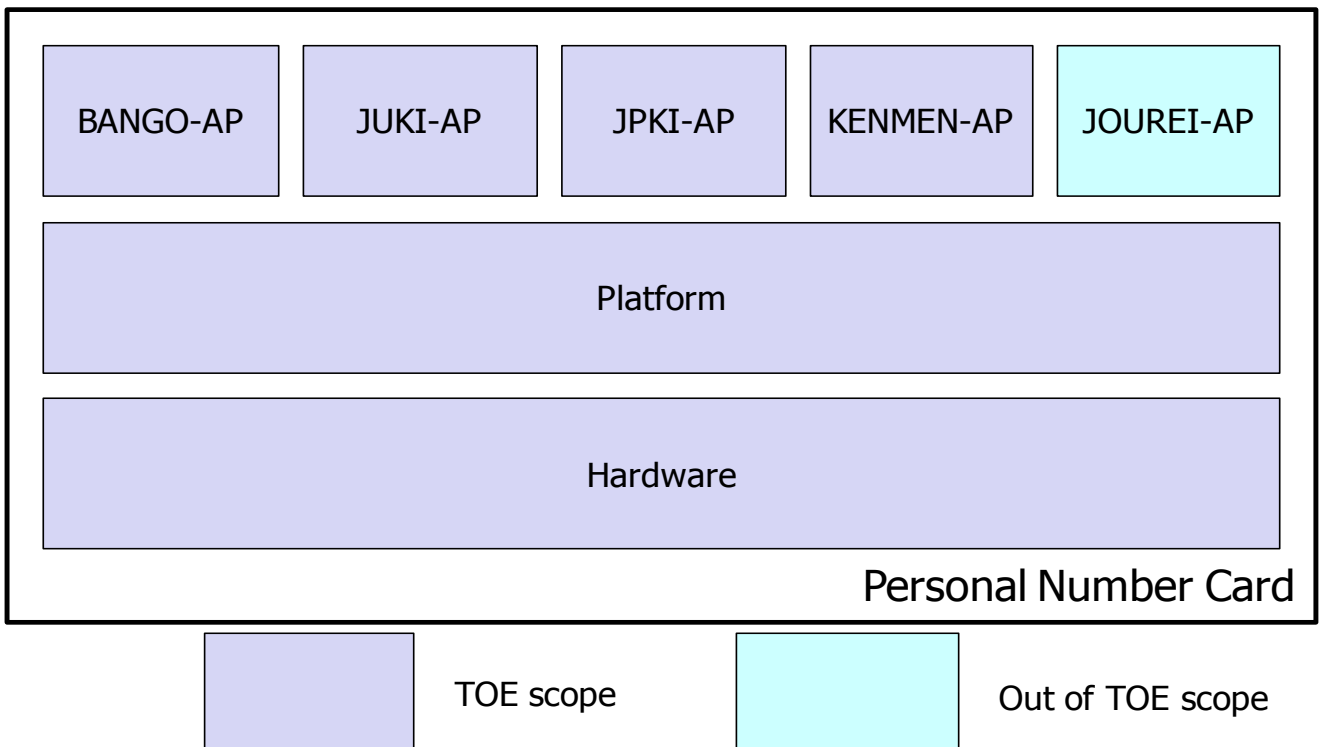 BANGO-AP
JUKI-AP
JPKI-AP
KENMEN-AP
JOUREI-AP
Platform
Hardware
Personal Number Card
TOE scope
Out of TOE scope